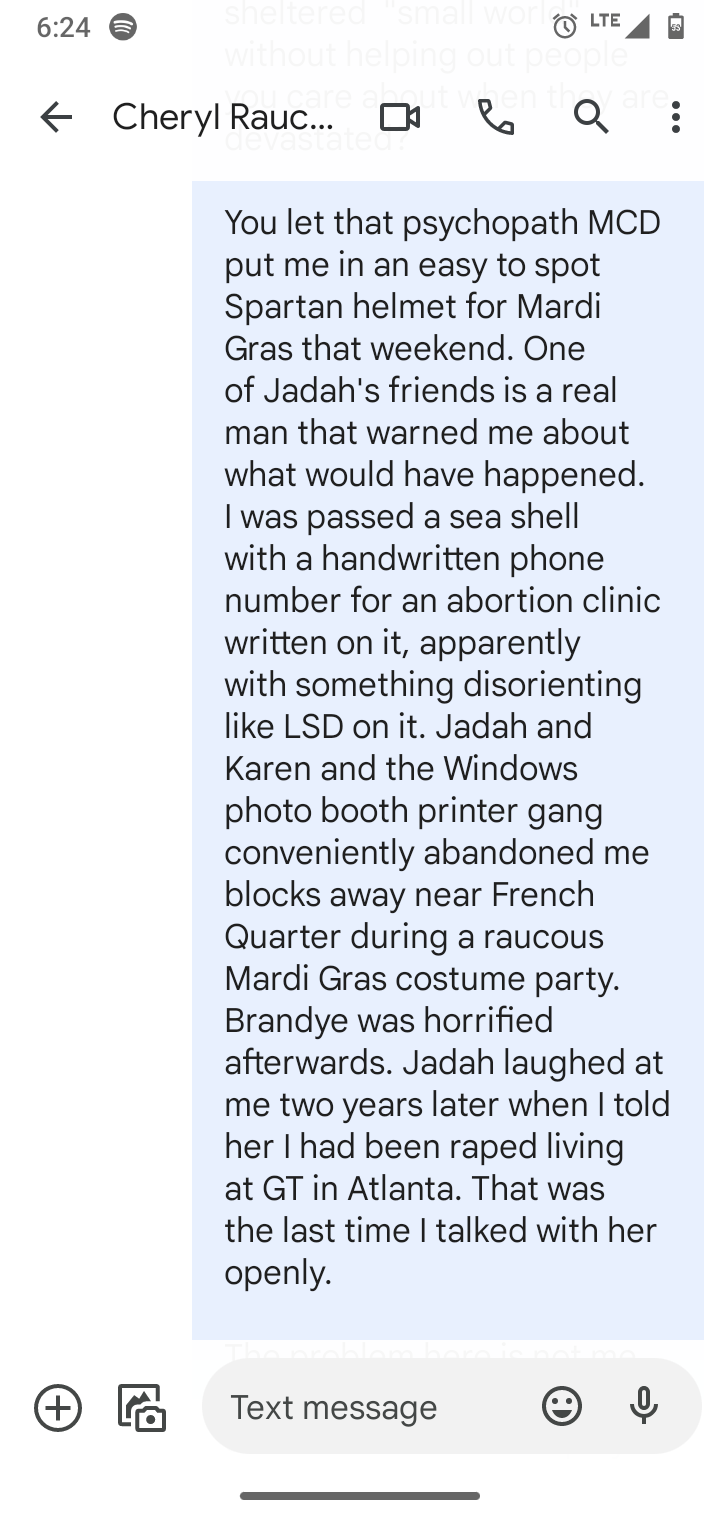 sheltered "small world"
6:24
LTE
59
without helping out people
you care about when they are
Cheryl Rauc...
devastated?
You let that psychopath MCD
put me in an easy to spot
Spartan helmet for Mardi
Gras that weekend. One
of Jadah's friends is a real
man that warned me about
what would have happened.
I was passed a sea shell
with a handwritten phone
number for an abortion clinic
written on it, apparently
with something disorienting
like LSD on it. Jadah and
Karen and the Windows
photo booth printer gang
conveniently abandoned me
blocks away near French
Quarter during a raucous
Mardi Gras costume party.
Brandye was horrified
afterwards. Jadah laughed at
me two years later when I told
her I had been raped living
at GT in Atlanta. That was
the last time I talked with her
openly.
The problem here is not me
Text message